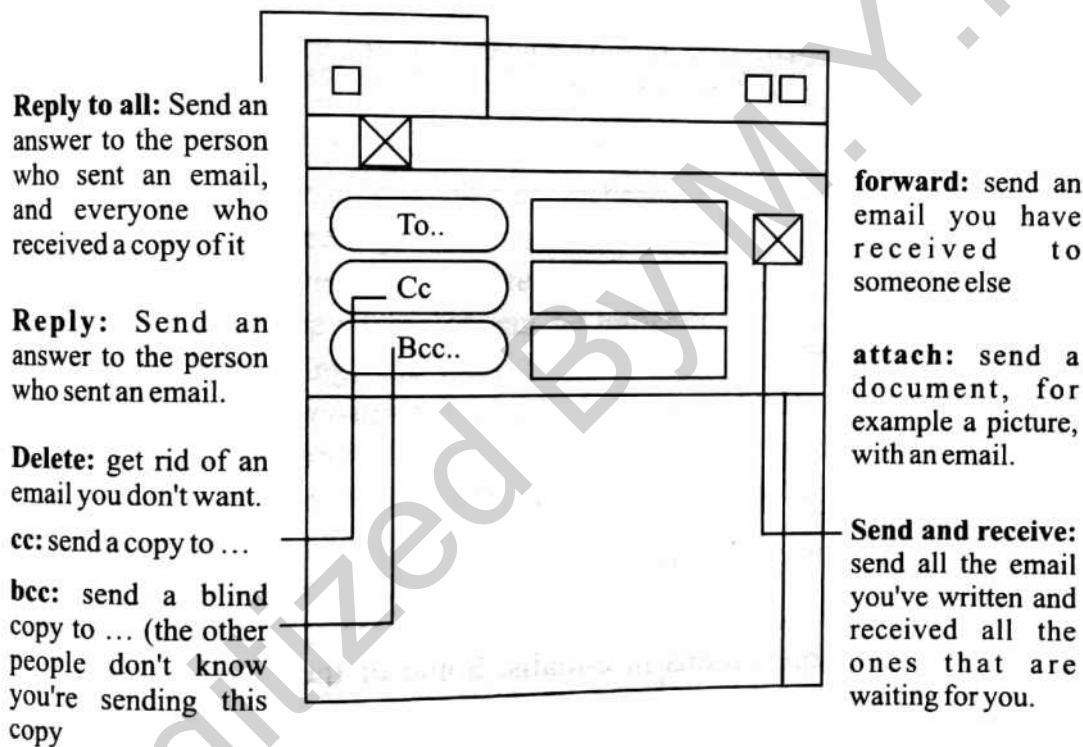 Reply to all: Send an
answer to the person
who sent an email,
and everyone who
received a copy of it
Reply: Send an
answer to the person
who sent an email.
Delete: get rid of an
email you don't want.
cc: send a copy to ...
bcc: send a blind
copy to ... (the other
people don't know
you're sending this
copy
To..
Cc
Bcc..
forward: send an
email you have
received to
someone else
attach: send a
document, for
example a picture,
with an email.
Send and receive:
send all the email
you've written and
received all the
ones that are
waiting for you.
itized By M.Y.